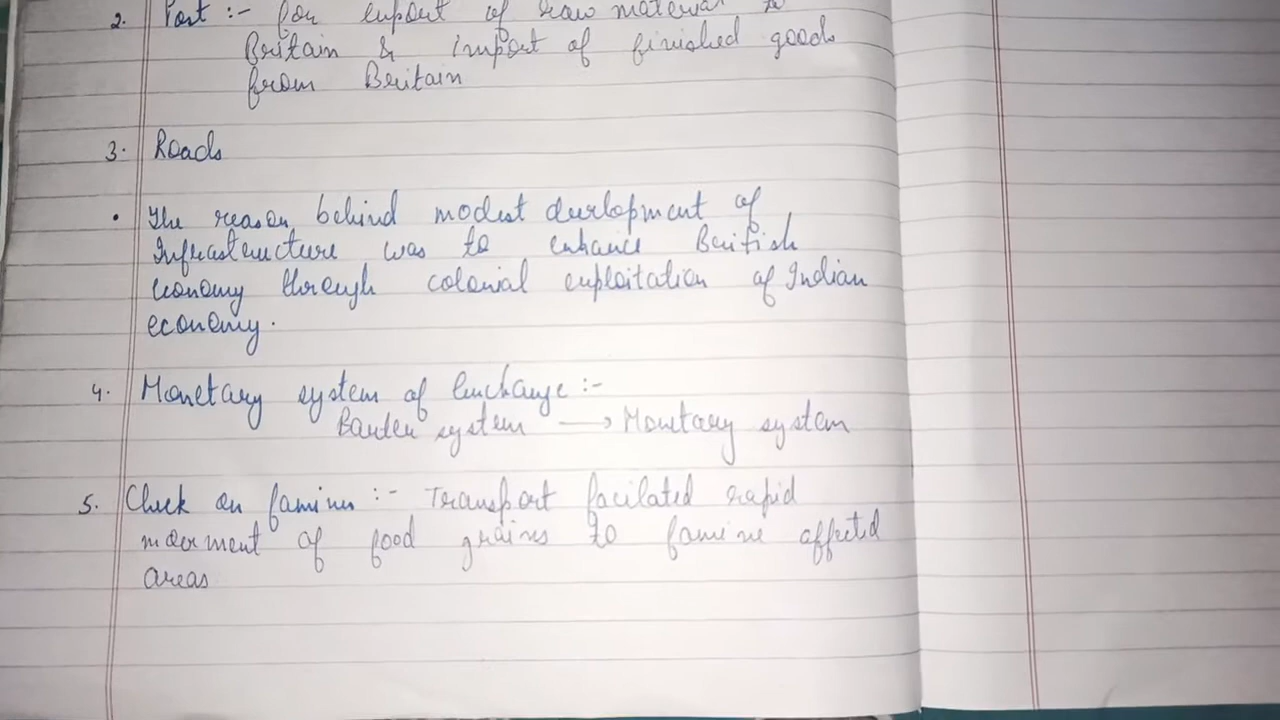 2. Port :- for export of raw material to
Britain & import of finished goods
from Britain
3. Roads
• The reason behind modest development of
Infrastructure was to enhance British
economy through colonial exploitation of Indian
economy.
4. Monetary system of Exchange :-
Barter system → Monetary system
5. Check on famines :- Transport facilated rapid
movement of food grains to famine affected
areas